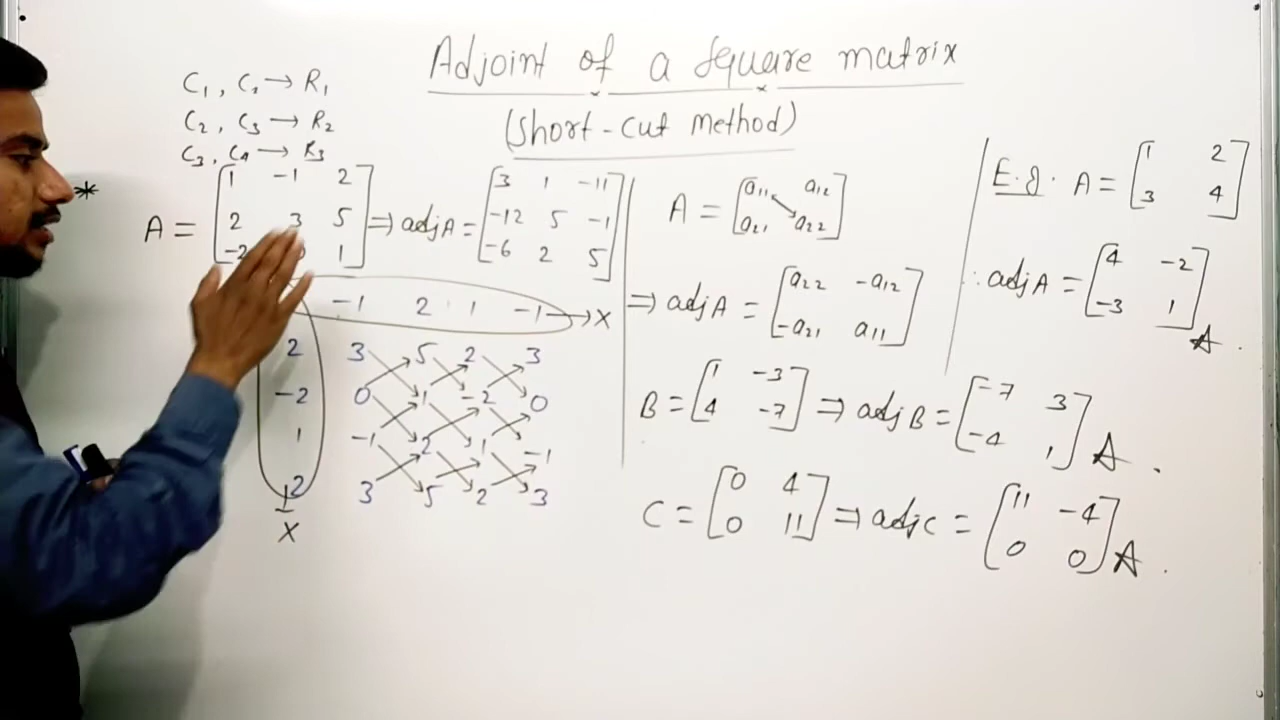 Adjoint of a square matrix
(Short-cut Method)
C₁, C₂ → R₁
C₂, C₃ → R₂
C₃, C₄ → R₃
*
A = [1 -1 2
2 3 5
-2 0 1] ⇒ adjA = [3 1 -11
-12 5 -1
-6 2 5]
-1 2 1 -1 → X
2 3 5 2 3
-2 0 1 -2 0
1 -1 2 1 -1
2 3 5 2 3
X
A = [a₁₁ a₁₂
a₂₁ a₂₂]
⇒ adjA = [a₂₂ -a₁₂
-a₂₁ a₁₁]
B = [1 -3
4 -7] ⇒ adjB = [-7 3
-4 1] A.
C = [0 4
0 11] ⇒ adjC = [11 -4
0 0] A.
E.g. A = [1 2
3 4]
∴ adjA = [4 -2
-3 1] A.